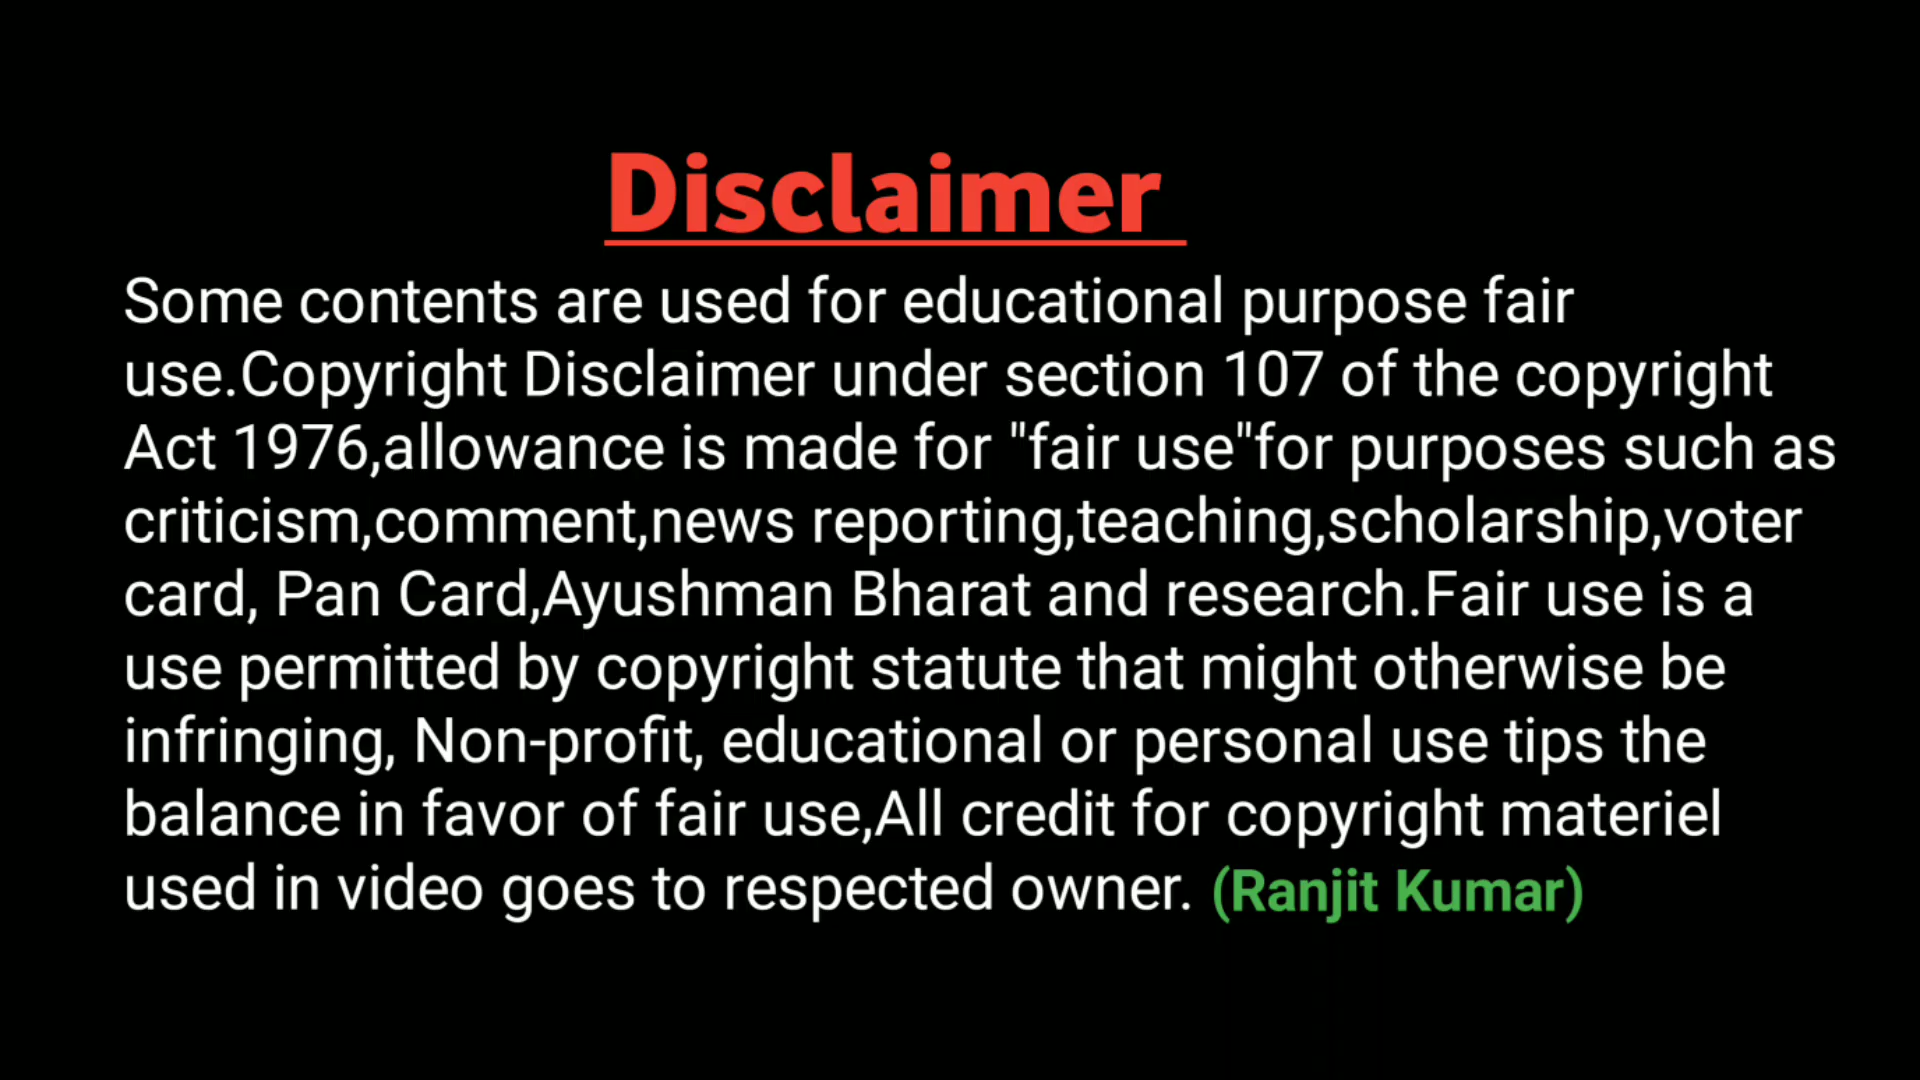 Disclaimer
Some contents are used for educational purpose fair
use.Copyright Disclaimer under section 107 of the copyright
Act 1976,allowance is made for "fair use"for purposes such as
criticism,comment,news reporting,teaching,scholarship,voter
card, Pan Card,Ayushman Bharat and research.Fair use is a
use permitted by copyright statute that might otherwise be
infringing, Non-profit, educational or personal use tips the
balance in favor of fair use,All credit for copyright materiel
used in video goes to respected owner. (Ranjit Kumar)